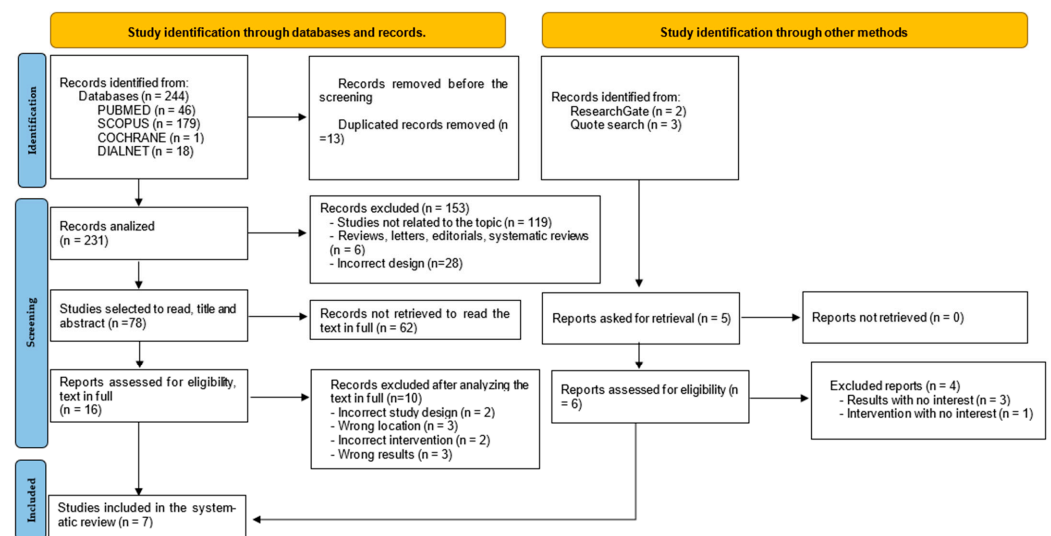 Study identification through databases and records.
Study identification through other methods
Identification
Records identified from:
Databases (n = 244)
PUBMED (n = 46)
SCOPUS (n = 179)
COCHRANE (n = 1)
DIALNET (n = 18)
Records removed before the
screening
Duplicated records removed (n
=13)
Records identified from:
ResearchGate (n = 2)
Quote search (n = 3)
Screening
Records analized
(n = 231)
Records excluded (n = 153)
- Studies not related to the topic (n = 119)
- Reviews, letters, editorials, systematic reviews
(n = 6)
- Incorrect design (n=28)
Studies selected to read, title and
abstract (n =78)
Records not retrieved to read the
text in full (n = 62)
Reports asked for retrieval (n = 5)
Reports not retrieved (n = 0)
Reports assessed for eligibility,
text in full
(n = 16)
Records excluded after analyzing the
text in full (n=10)
- Incorrect study design (n = 2)
- Wrong location (n = 3)
- Incorrect intervention (n = 2)
- Wrong results (n = 3)
Reports assessed for eligibility (n
= 6)
Excluded reports (n = 4)
- Results with no interest (n = 3)
- Intervention with no interest (n = 1)
Included
Studies included in the system-
atic review (n = 7)